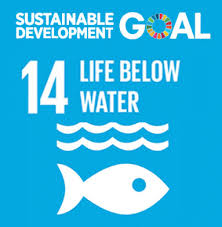 SUSTAINABLE
DEVELOPMENT GOAL
14 LIFE BELOW
WATER